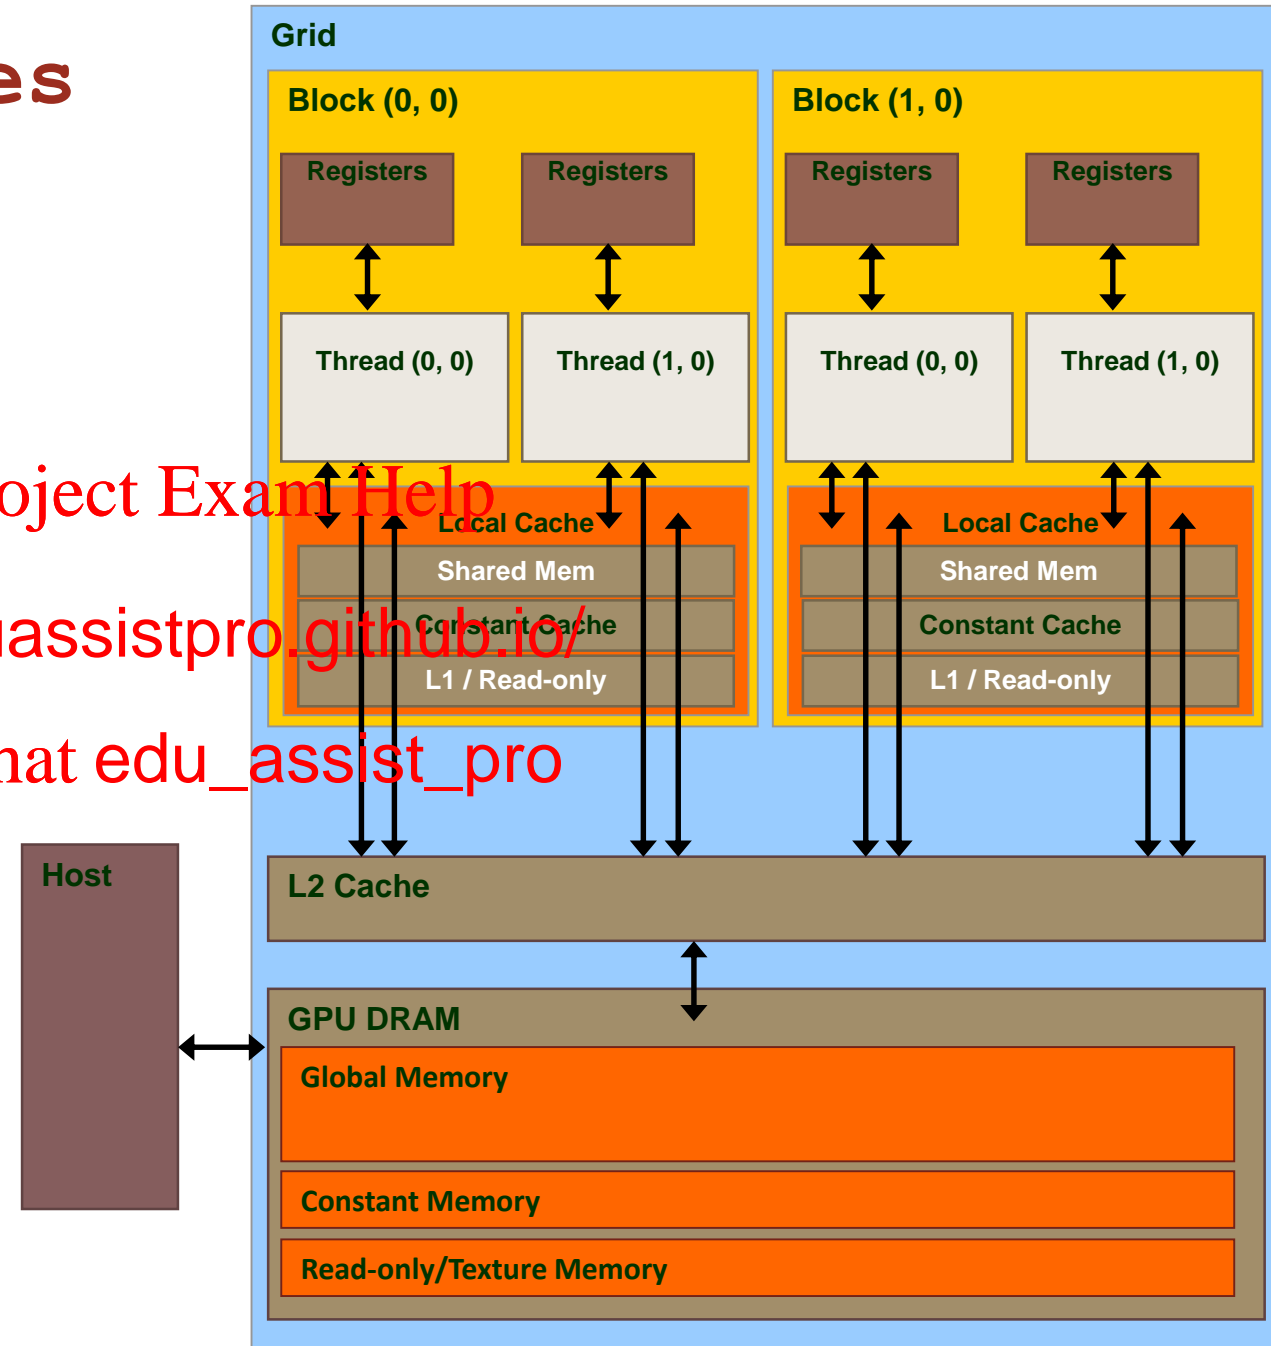 Grid
es
Block (0, 0)
Block (1, 0)
Registers
Registers
Registers
Registers
Thread (0, 0)
Thread (1, 0)
Thread (0, 0)
Thread (1, 0)
oject Exam Help
Local Cache
Local Cache
Shared Mem
Shared Mem
assistpro.github.io/
Constant Cache
Constant Cache
L1 / Read-only
L1 / Read-only
hat edu_assist_pro
Host
L2 Cache
GPU DRAM
Global Memory
Constant Memory
Read-only/Texture Memory